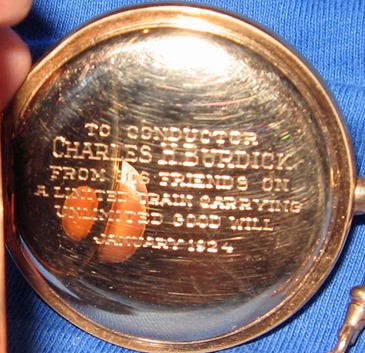 TO CONDUCTOR
CHARLES H. BURDICK.
FROM HIS FRIENDS ON
A LIMITED TRAIN CARRYING
UNLIMITED GOOD WILL
JANUARY 1924